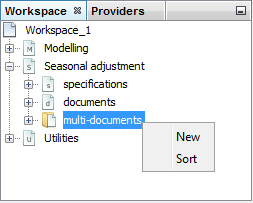 Workspace × Providers
Workspace_1
M Modelling
S Seasonal adjustment
s specifications
d documents
multi-documents
U Utilities
New
Sort